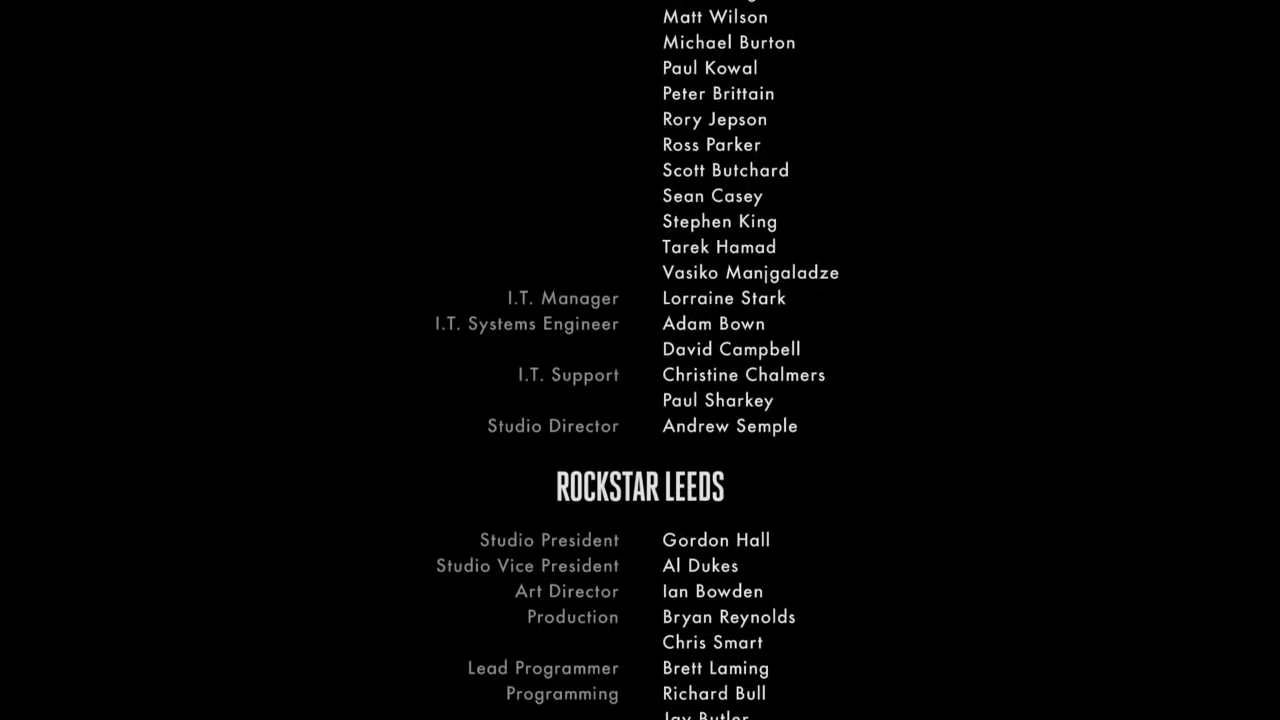 Matt Wilson
Michael Burton
Paul Kowal
Peter Brittain
Rory Jepson
Ross Parker
Scott Butchard
Sean Casey
Stephen King
Tarek Hamad
Vasiko Manjgaladze
I.T. Manager Lorraine Stark
I.T. Systems Engineer Adam Bown
David Campbell
I.T. Support Christine Chalmers
Paul Sharkey
Studio Director Andrew Semple
ROCKSTAR LEEDS
Studio President Gordon Hall
Studio Vice President Al Dukes
Art Director Ian Bowden
Production Bryan Reynolds
Chris Smart
Lead Programmer Brett Laming
Programming Richard Bull
Jay Butler